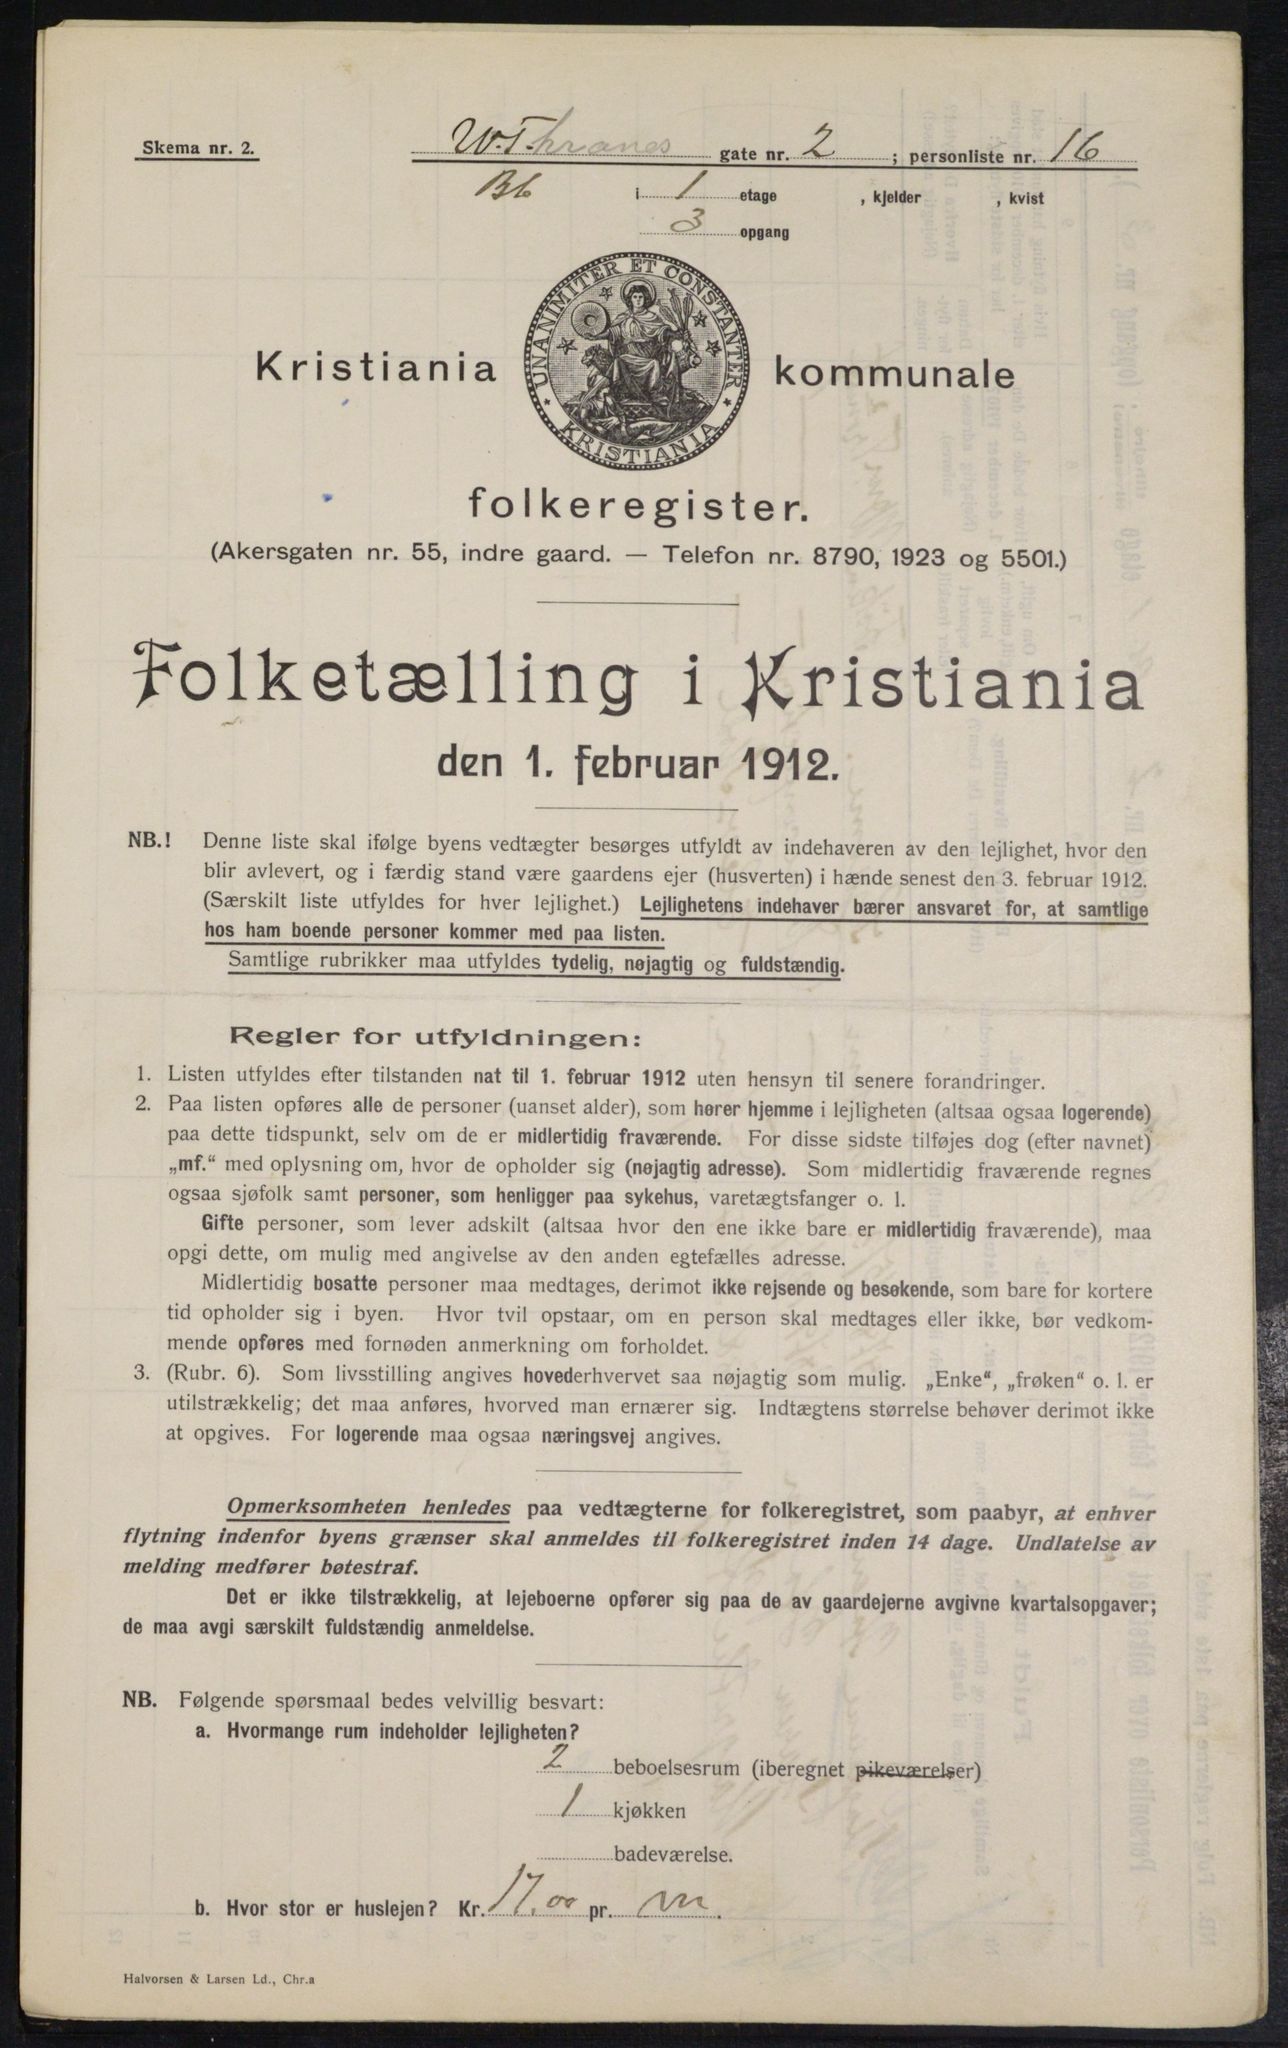 Skema nr. 2.
W. Thranes gate nr. 2 ; personliste nr. 16
Bb i 1 etage , kjelder , kvist
3 opgang
UNANIMITER ET CONSTANTER
KRISTIANIA
Kristiania kommunale
folkeregister.
(Akersgaten nr. 55, indre gaard. — Telefon nr. 8790, 1923 og 5501.)
Folketælling i Kristiania
den 1. februar 1912.
NB.! Denne liste skal ifølge byens vedtægter besørges utfyldt av indehaveren av den lejlighet, hvor den
blir avlevert, og i færdig stand være gaardens ejer (husverten) i hænde senest den 3. februar 1912.
(Særskilt liste utfyldes for hver lejlighet.) Lejlighetens indehaver bærer ansvaret for, at samtlige
hos ham boende personer kommer med paa listen.
Samtlige rubrikker maa utfyldes tydelig, nøjagtig og fuldstændig.
Regler for utfyldningen:
1. Listen utfyldes efter tilstanden nat til 1. februar 1912 uten hensyn til senere forandringer.
2. Paa listen opføres alle de personer (uanset alder), som hører hjemme i lejligheten (altsaa ogsaa logerende)
paa dette tidspunkt, selv om de er midlertidig fraværende. For disse sidste tilføjes dog (efter navnet)
„mf.“ med oplysning om, hvor de opholder sig (nøjagtig adresse). Som midlertidig fraværende regnes
ogsaa sjøfolk samt personer, som henligger paa sykehus, varetægtsfanger o. l.
Gifte personer, som lever adskilt (altsaa hvor den ene ikke bare er midlertidig fraværende), maa
opgi dette, om mulig med angivelse av den anden egtefælles adresse.
Midlertidig bosatte personer maa medtages, derimot ikke rejsende og besøkende, som bare for kortere
tid opholder sig i byen. Hvor tvil opstaar, om en person skal medtages eller ikke, bør vedkom-
mende opføres med fornøden anmerkning om forholdet.
3. (Rubr. 6). Som livsstilling angives hovederhvervet saa nøjagtig som mulig. „Enke“, „frøken“ o. l. er
utilstrækkelig; det maa anføres, hvorved man ernærer sig. Indtægtens størrelse behøver derimot ikke
at opgives. For logerende maa ogsaa næringsvej angives.
Opmerksomheten henledes paa vedtægterne for folkeregistret, som paabyr, at enhver
flytning indenfor byens grænser skal anmeldes til folkeregistret inden 14 dage. Undlatelse av
melding medfører bøtestraf.
Det er ikke tilstrækkelig, at lejeboerne opfører sig paa de av gaardejerne avgivne kvartalsopgaver;
de maa avgi særskilt fuldstændig anmeldelse.
NB. Følgende spørsmaal bedes velvillig besvart:
a. Hvormange rum indeholder lejligheten?
2 beboelsesrum (iberegnet pikeværelser)
1 kjøkken
badeværelse.
b. Hvor stor er huslejen? Kr. 17.00 pr. m.
Halvorsen & Larsen Ld., Chr.a